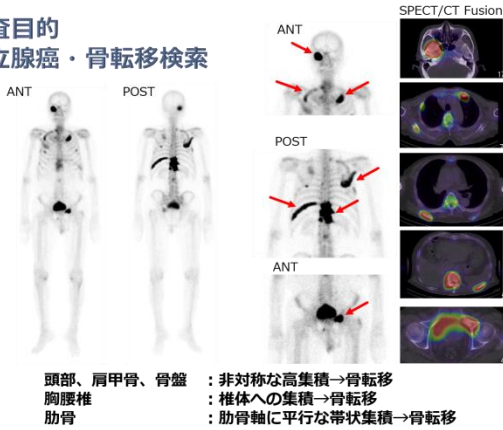 査目的
立腺癌・骨転移検索
ANT
POST
ANT
POST
ANT
SPECT/CT Fusion
頭部、肩甲骨、骨盤 ：非対称な高集積→骨転移
胸腰椎 ：椎体への集積→骨転移
肋骨 ：肋骨軸に平行な帯状集積→骨転移